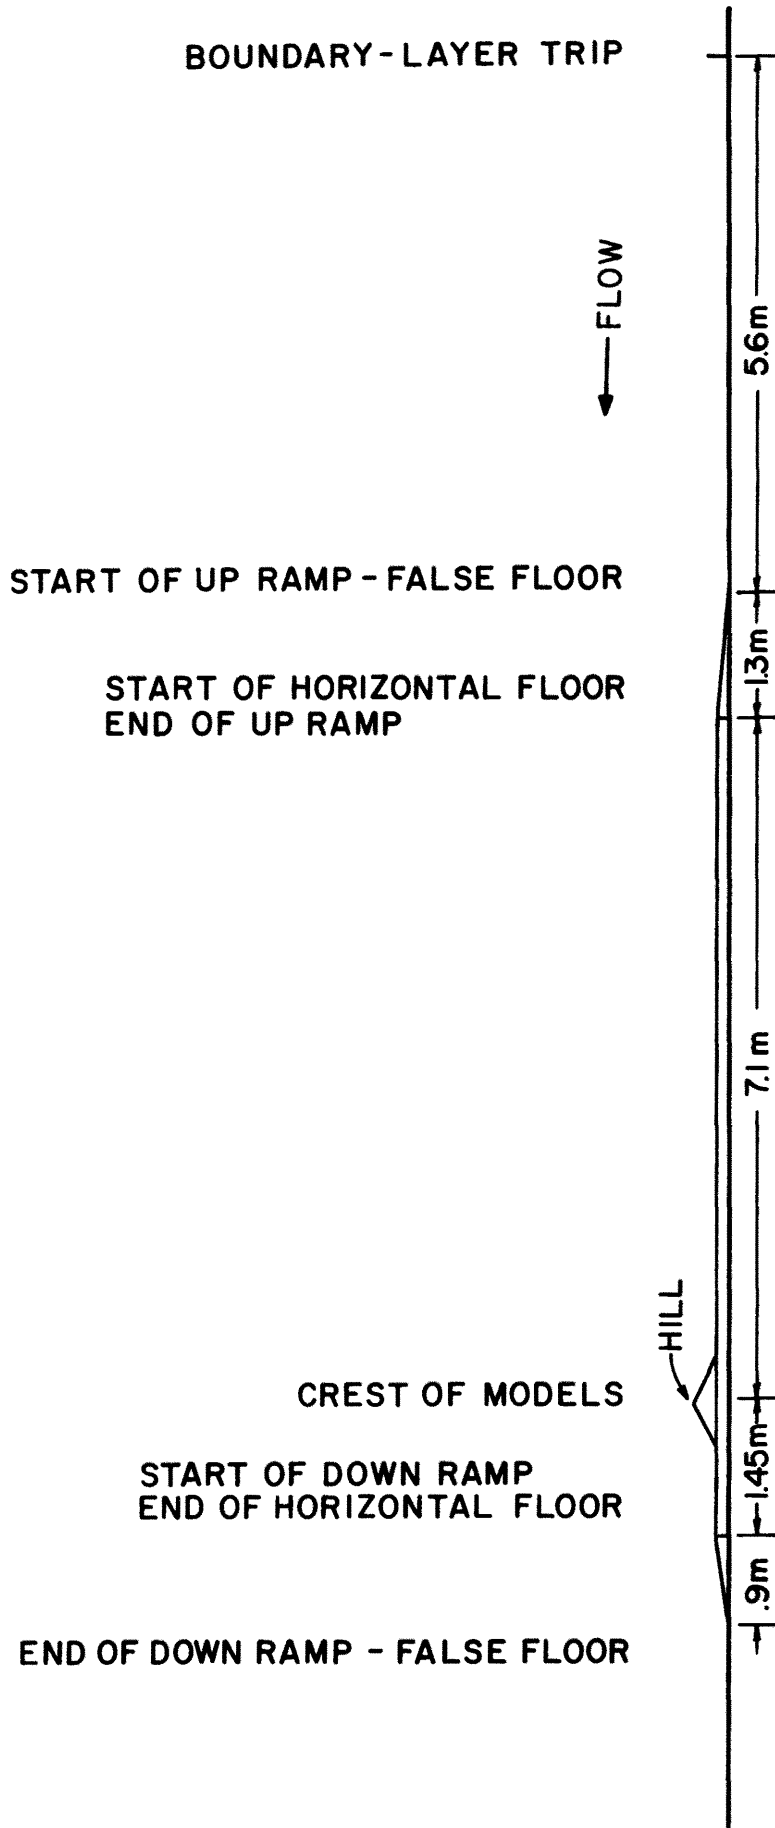 BOUNDARY-LAYER TRIP
FLOW
5.6m
START OF UP RAMP-FALSE FLOOR
1.3m
START OF HORIZONTAL FLOOR
END OF UP RAMP
7.1m
HILL
CREST OF MODELS
1.45m
START OF DOWN RAMP
END OF HORIZONTAL FLOOR
.9m
END OF DOWN RAMP - FALSE FLOOR